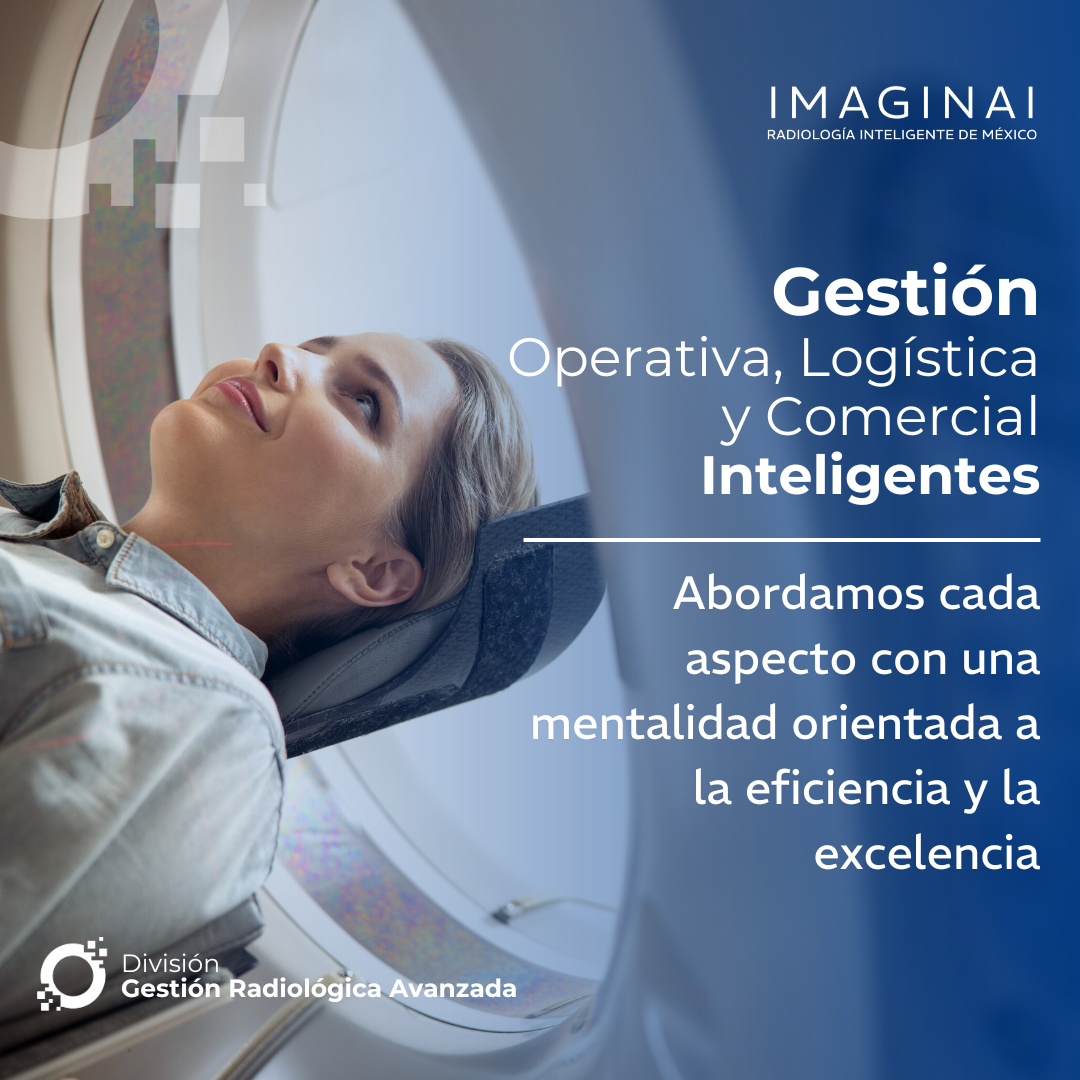 IMAGINAI
RADIOLOGÍA INTELIGENTE DE MÉXICO
Gestión
Operativa, Logística
y Comercial
Inteligentes
Abordamos cada
aspecto con una
mentalidad orientada a
la eficiencia y la
excelencia
División
Gestión Radiológica Avanzada